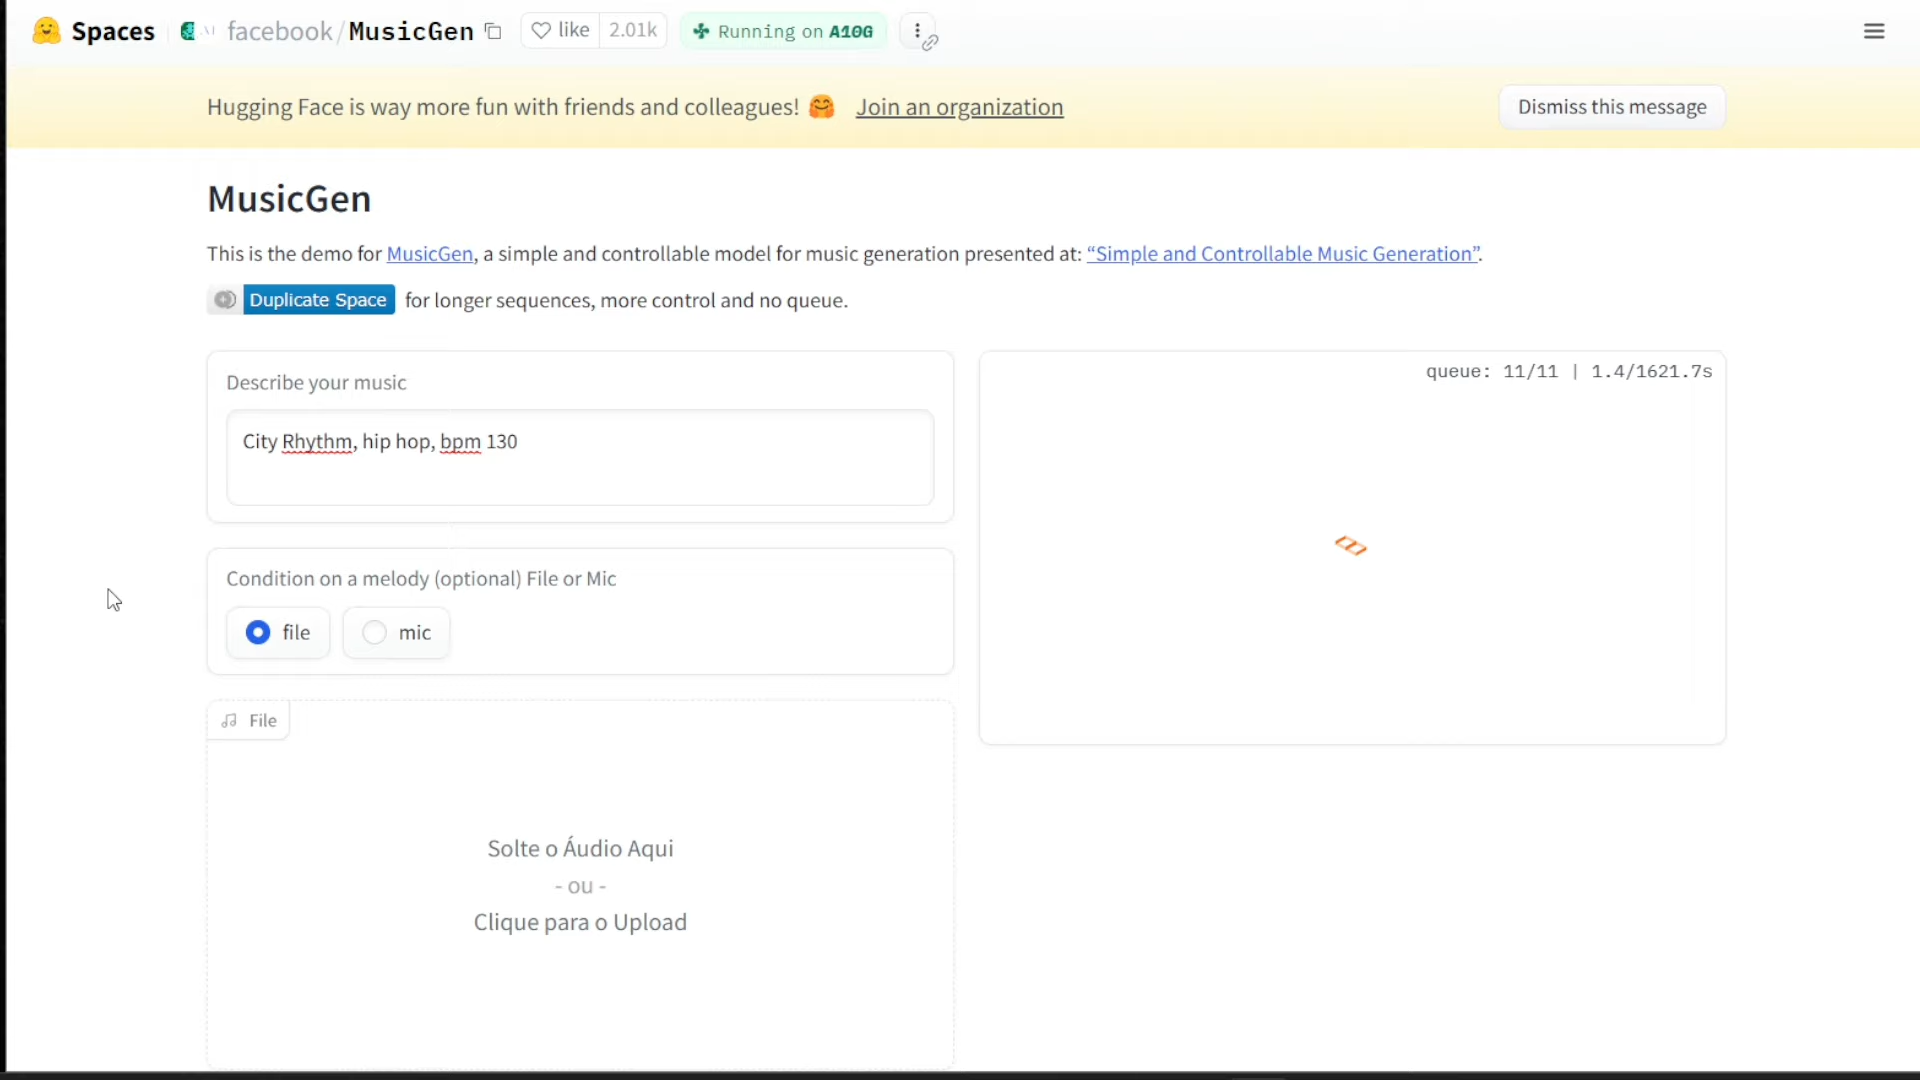 Spaces facebook/MusicGen like 2.01k Running on A10G
Hugging Face is way more fun with friends and colleagues! Join an organization Dismiss this message
MusicGen
This is the demo for MusicGen, a simple and controllable model for music generation presented at: “Simple and Controllable Music Generation”.
Duplicate Space for longer sequences, more control and no queue.
Describe your music
City Rhythm, hip hop, bpm 130
queue: 11/11 | 1.4/1621.7s
Condition on a melody (optional) File or Mic
file mic
File
Solte o Áudio Aqui
- ou -
Clique para o Upload